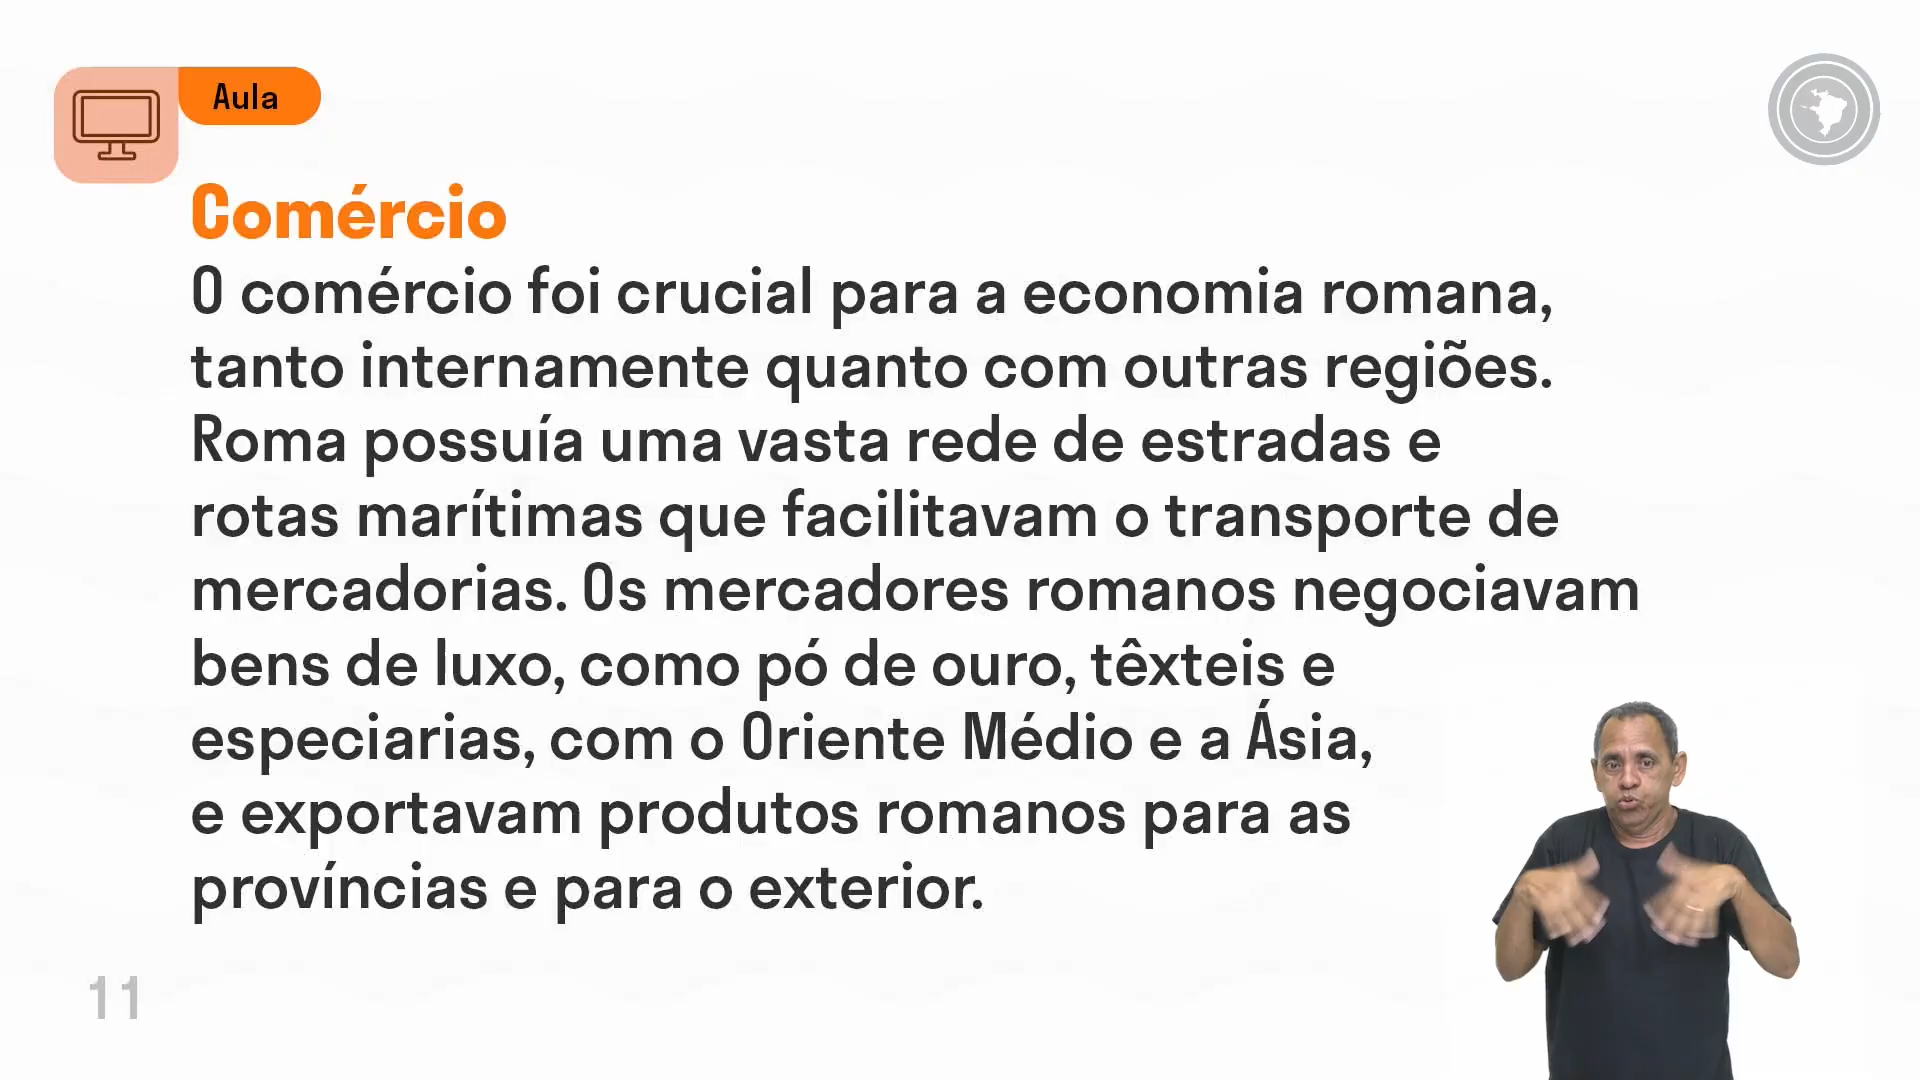 Aula
Comércio
O comércio foi crucial para a economia romana,
tanto internamente quanto com outras regiões.
Roma possuía uma vasta rede de estradas e
rotas marítimas que facilitavam o transporte de
mercadorias. Os mercadores romanos negociavam
bens de luxo, como pó de ouro, têxteis e
especiarias, com o Oriente Médio e a Ásia,
e exportavam produtos romanos para as
províncias e para o exterior.
11